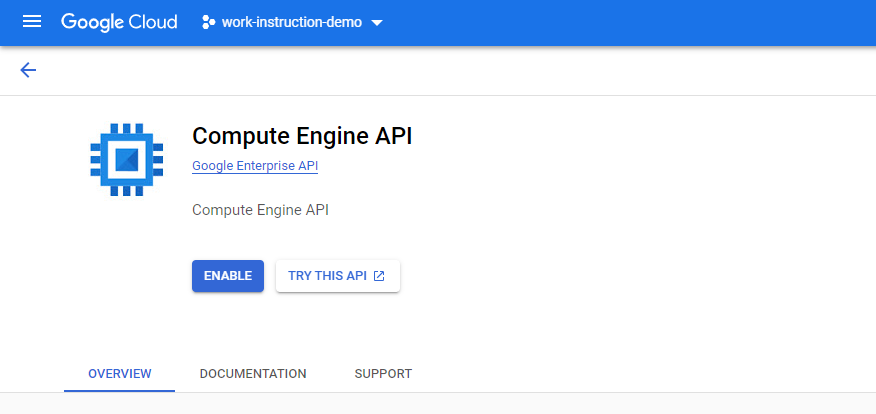 Google Cloud work-instruction-demo
Compute Engine API
Google Enterprise API
Compute Engine API
ENABLE TRY THIS API
OVERVIEW DOCUMENTATION SUPPORT